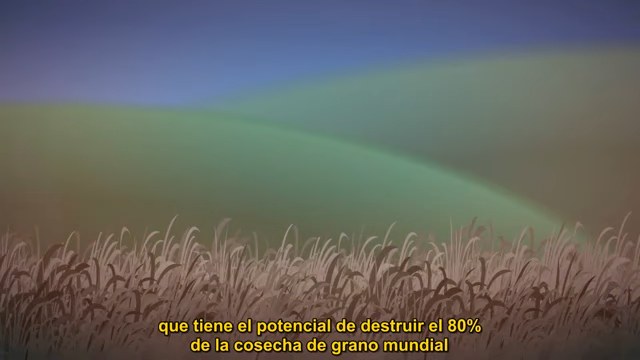 que tiene el potencial de destruir el 80%
de la cosecha de grano mundial